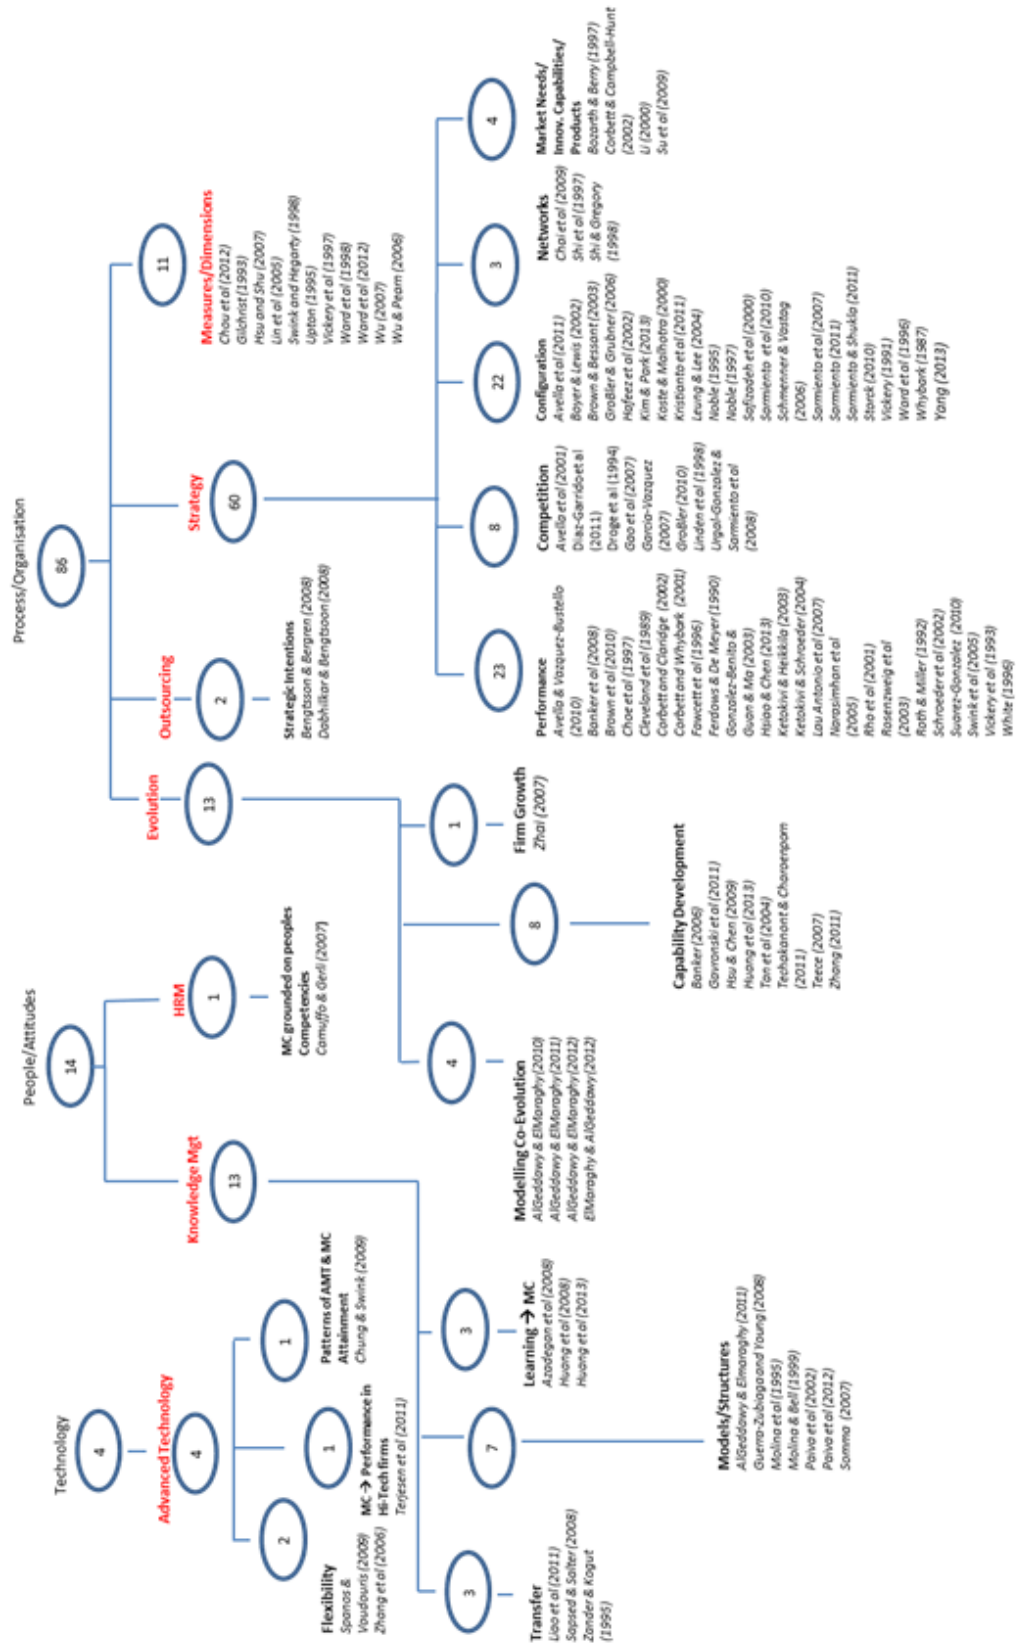 Technology
4
Advanced Technology
4
2
Flexibility
Spanos &
Voudouris (2009)
Zhang et al (2006)
1
MC → Performance in
Hi-Tech firms
Terjesen et al (2011)
1
Patterns of AMT & MC
Attainment
Chung & Swink (2009)
People/Attitudes
14
Knowledge Mgt
13
3
Transfer
Liao et al (2011)
Sapsed & Salter (2008)
Zander & Kogut
(1995)
7
Models/Structures
AlGeddawy & Elmaraghy (2011)
Guerra-Zubiaga and Young (2008)
Molina et al (1995)
Molina & Bell (1999)
Paiva et al (2002)
Paiva et al (2012)
Somma (2007)
3
Learning → MC
Azadegan et al (2008)
Huang et al (2008)
Huang et al (2013)
HRM
1
MC grounded on peoples
Competencies
Camuffo & Gerli (2007)
Process/Organisation
86
Evolution
13
4
Modelling Co-Evolution
AlGeddawy & ElMaraghy (2010)
AlGeddawy & ElMaraghy (2011)
AlGeddawy & ElMaraghy (2012)
ElMaraghy & AlGeddawy (2012)
8
Capability Development
Banker (2006)
Gavronski et al (2011)
Hsu & Chen (2009)
Huang et al (2013)
Tan et al (2004)
Techakanont & Charoenporn
(2011)
Teece (2007)
Zhang (2011)
1
Firm Growth
Zhai (2007)
Outsourcing
2
Strategic Intentions
Bengtsson & Bergren (2008)
Dabhilkar & Bengtsoon (2008)
Strategy
60
23
Performance
Avella & Vazquez-Bustello
(2010)
Banker et al (2008)
Brown et al (2010)
Choe et al (1997)
Cleveland et al (1989)
Corbett and Claridge (2002)
Corbett and Whybark (2001)
Fawcett et al (1996)
Ferdows & De Meyer (1990)
Gonzalez-Benito &
Guan & Ma (2003)
Hsiao & Chen (2013)
Ketokivi & Heikkila (2003)
Ketokivi & Schroeder (2004)
Lau Antonio et al (2007)
Narasimhan et al
(2005)
Rho et al (2001)
Rosenzweig et al
(2003)
Roth & Miller (1992)
Schroeder et al (2002)
Suarez-Gonzalez (2010)
Swink et al (2005)
Vickery et al (1993)
White (1996)
8
Competition
Avella et al (2001)
Diaz-Garrido et al
(2011)
Droge et al (1994)
Gao et al (2007)
Garcia-Vazquez
(2007)
Größler (2010)
Linden et al (1998)
Urgal-Gonzalez &
Sarmiento et al
(2008)
22
Configuration
Avella et al (2011)
Boyer & Lewis (2002)
Brown & Bessant (2003)
Größler & Grubner (2006)
Hafeez et al (2002)
Kim & Park (2013)
Koste & Malhotra (2000)
Kristianto et al (2011)
Leung & Lee (2004)
Noble (1995)
Noble (1997)
Safizadeh et al (2000)
Sarmiento et al (2010)
Schmenner & Vastag
(2006)
Sarmiento et al (2007)
Sarmiento (2011)
Sarmiento & Shukla (2011)
Storck (2010)
Vickery (1991)
Ward et al (1996)
Whybark (1987)
Yang (2013)
3
Networks
Chai et al (2009)
Shi et al (1997)
Shi & Gregory
(1998)
4
Market Needs/
Innov. Capabilities/
Products
Bozarth & Berry (1997)
Corbett & Campbell-Hunt
(2002)
Li (2000)
Su et al (2009)
11
Measures/Dimensions
Chou et al (2012)
Gilchrist (1993)
Hsu and Shu (2007)
Lin et al (2005)
Swink and Hegarty (1998)
Upton (1995)
Vickery et al (1997)
Ward et al (1998)
Ward et al (2012)
Wu (2007)
Wu & Pearn (2006)